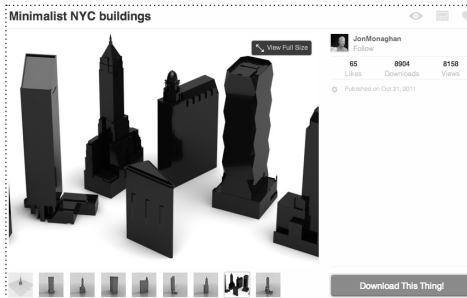 Minimalist NYC buildings
View Full Size
JonMonaghan
Follow
65 8904 8158
Likes Downloads Views
Published on Oct 21, 2011
Download This Thing!